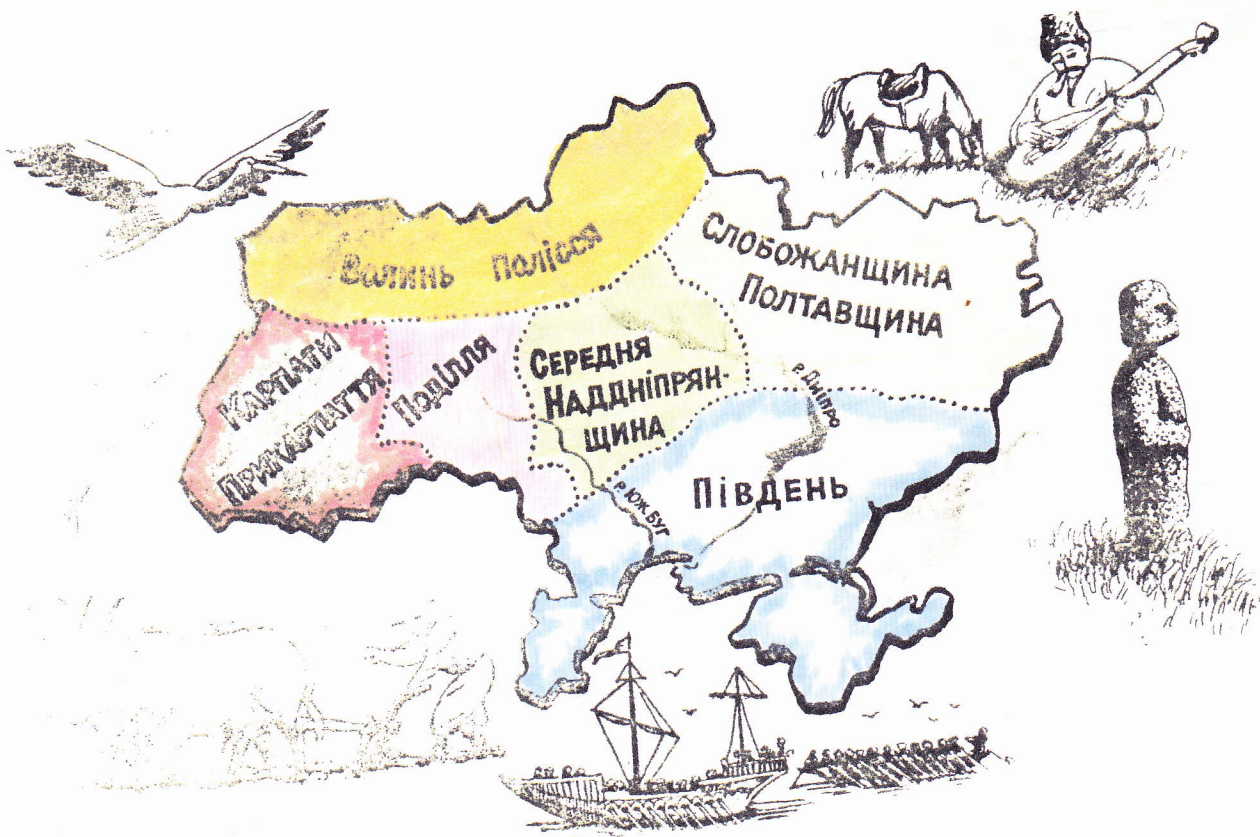 Волинь Полісся
Слобожанщина
Полтавщина
Карпати
Прикарпаття
Поділля
Середня
Наддніпрян-
щина
р. Дніпро
Південь
р. Юж. Буг